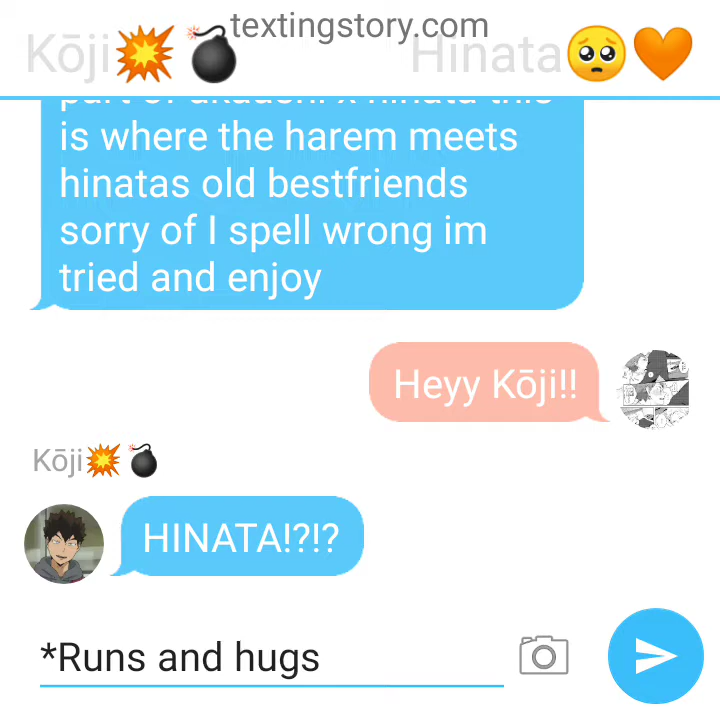 textingstory.com
Kōji💥💣 Hinata🥺🧡
is where the harem meets
hinatas old bestfriends
sorry of I spell wrong im
tried and enjoy
Heyy Kōji!!
Kōji💥💣
HINATA!?!?
*Runs and hugs